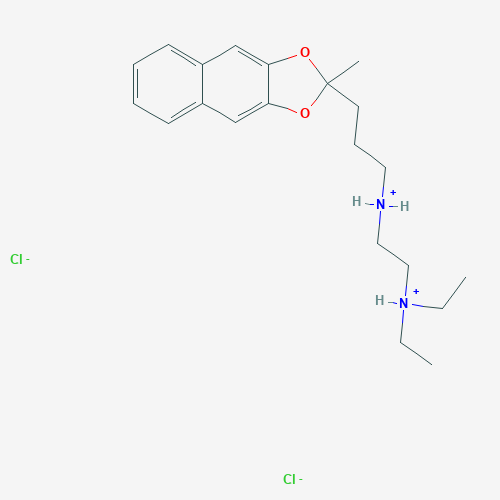 O
O
H N + H
Cl -
H N +
Cl -